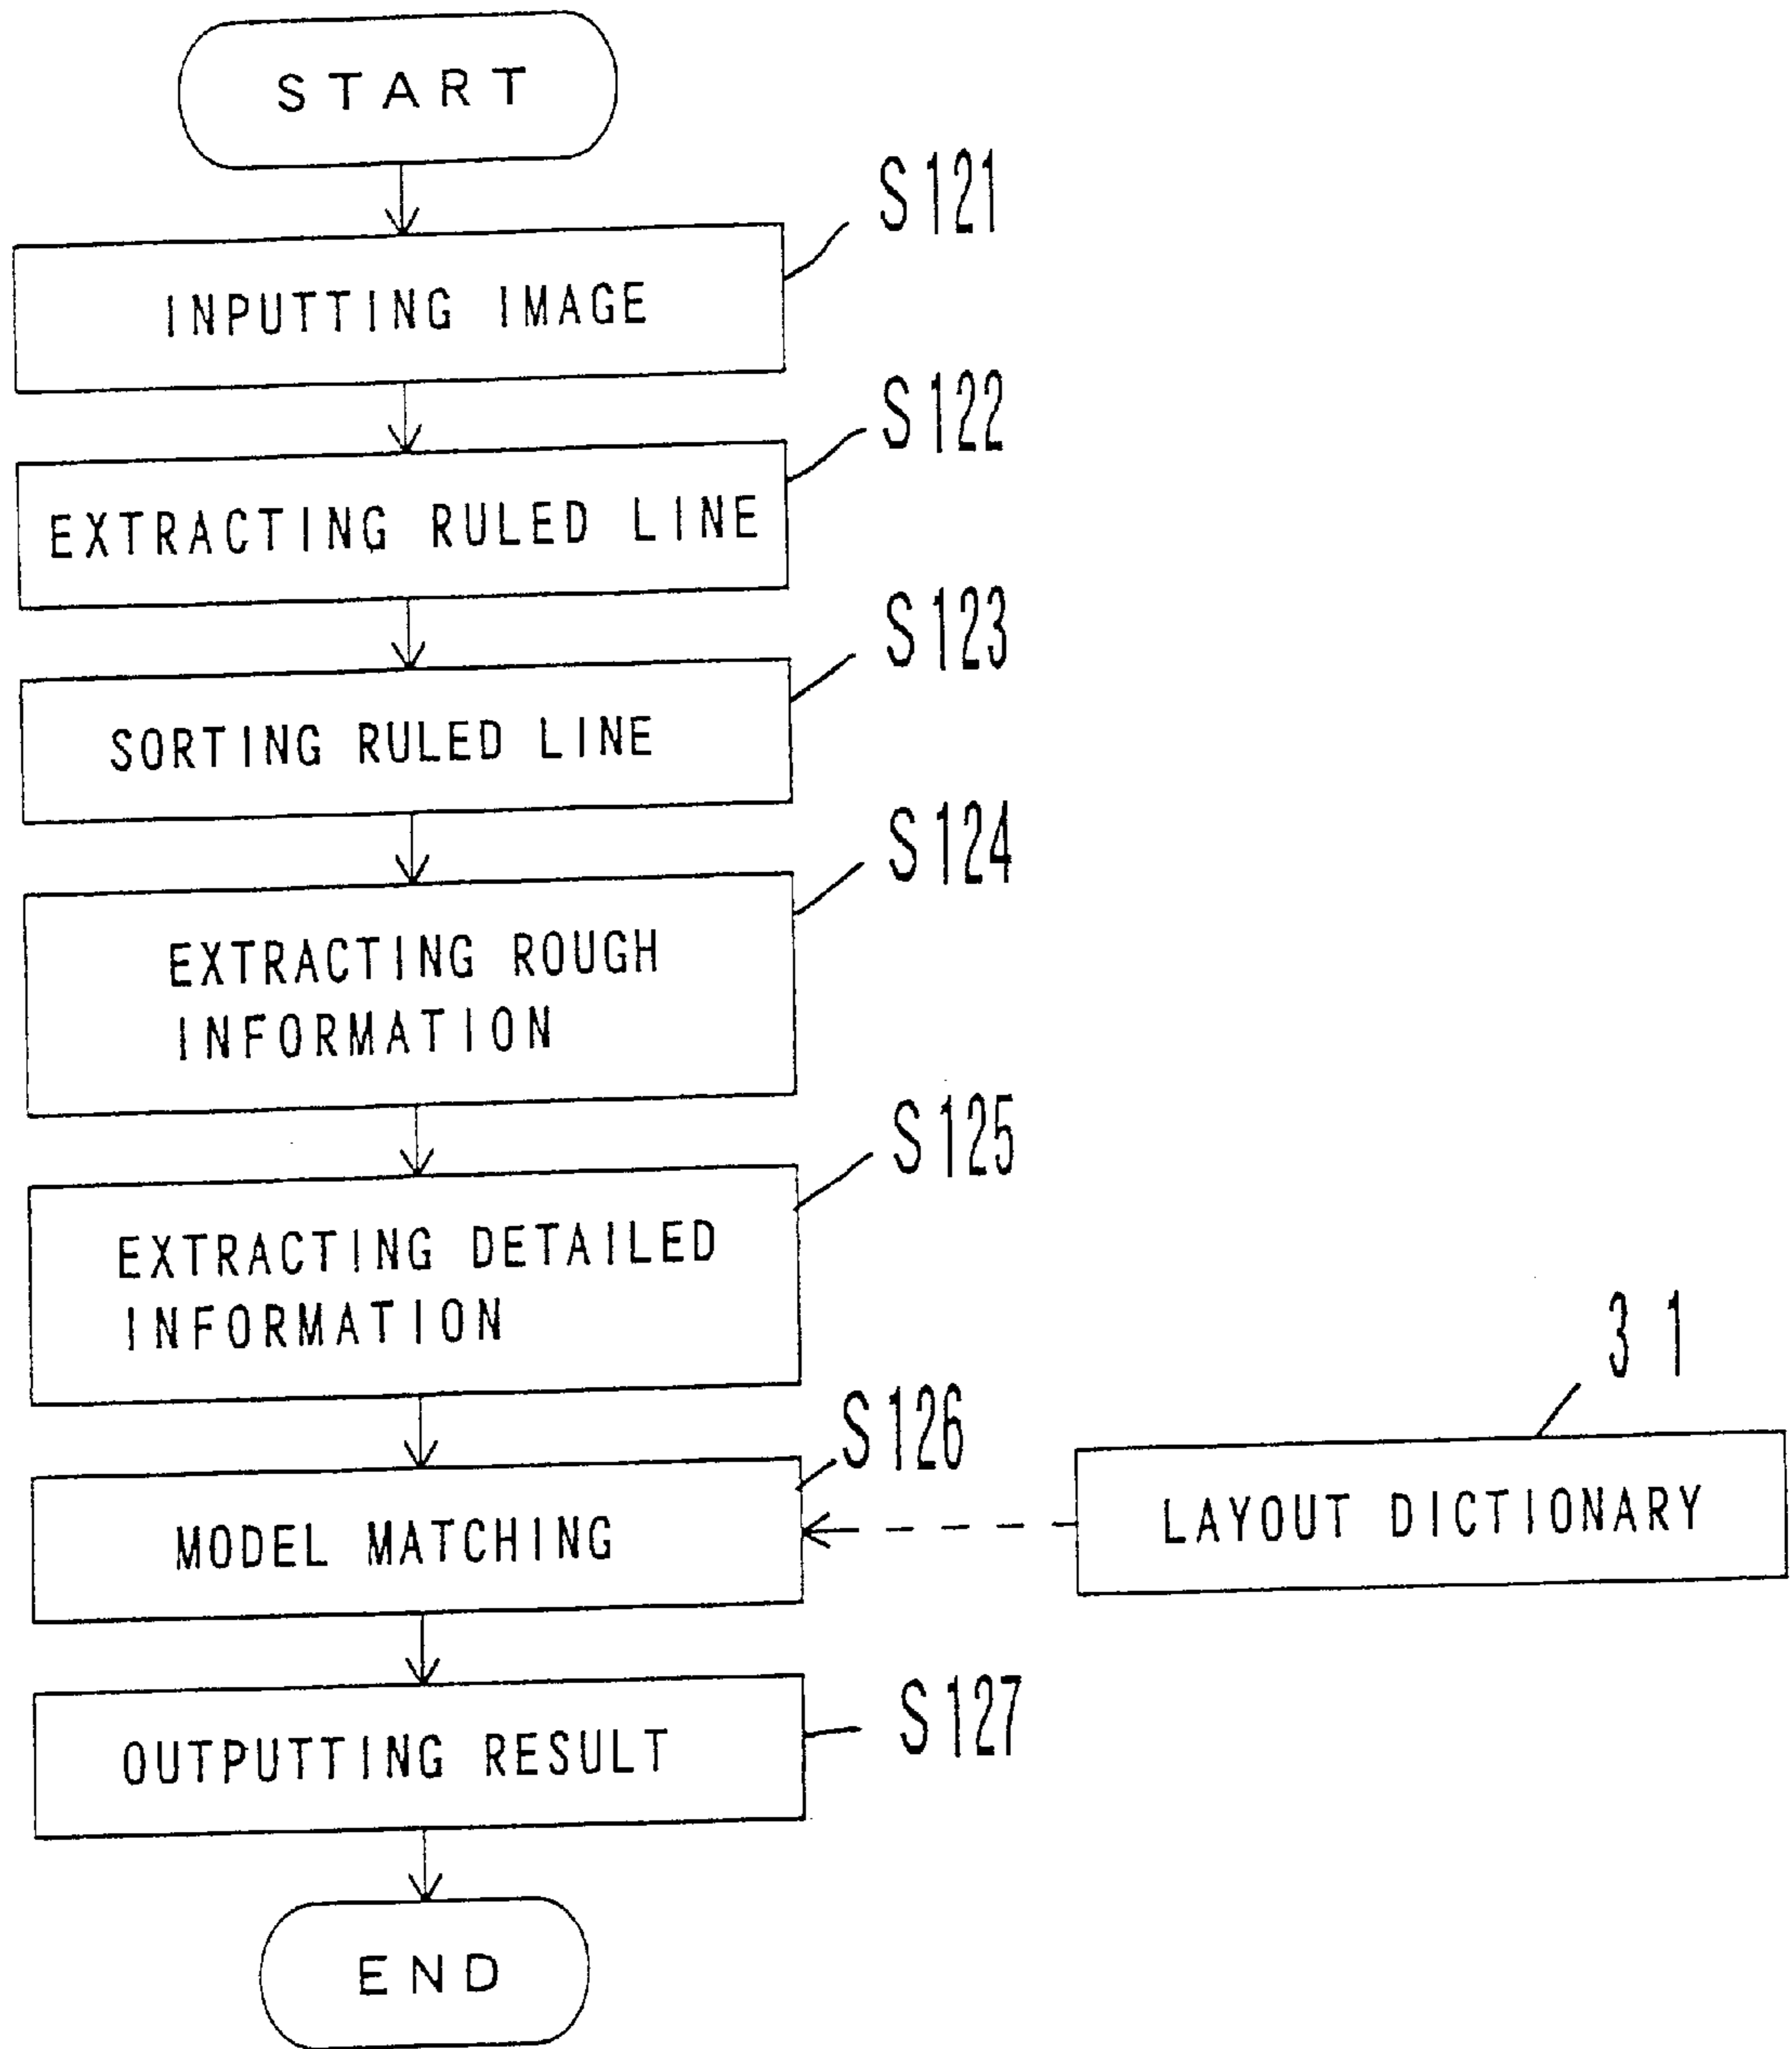 START
S121
INPUTTING IMAGE
S122
EXTRACTING RULED LINE
S123
SORTING RULED LINE
S124
EXTRACTING ROUGH
INFORMATION
S125
EXTRACTING DETAILED
INFORMATION
31
S126
MODEL MATCHING
LAYOUT DICTIONARY
S127
OUTPUTTING RESULT
END